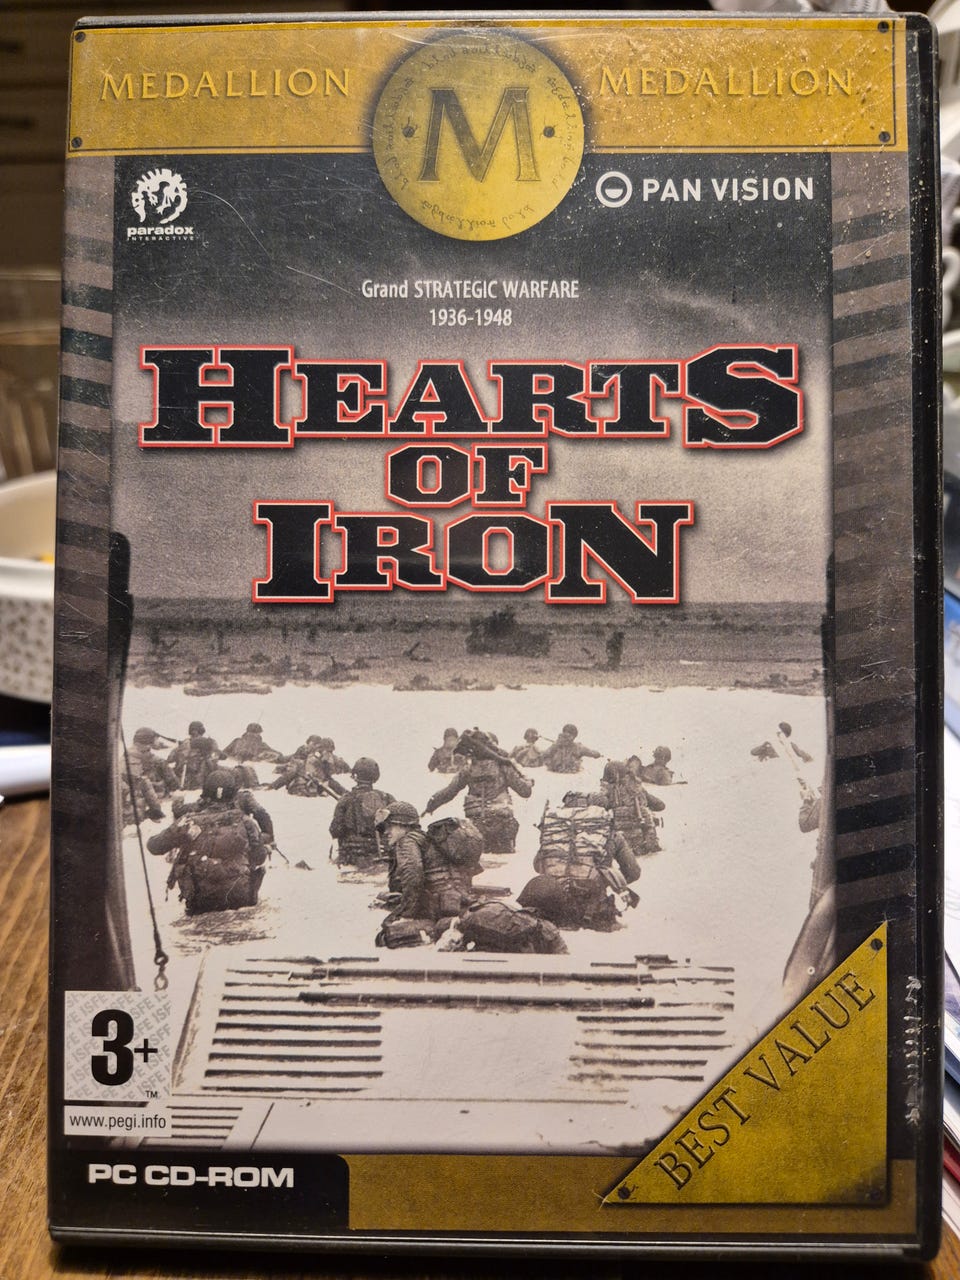 MEDALLION
M
MEDALLION
paradox
INTERACTIVE
PAN VISION
Grand STRATEGIC WARFARE
1936-1948
HEARTS
OF
IRON
3+
TM
www.pegi.info
PC CD-ROM
BEST VALUE